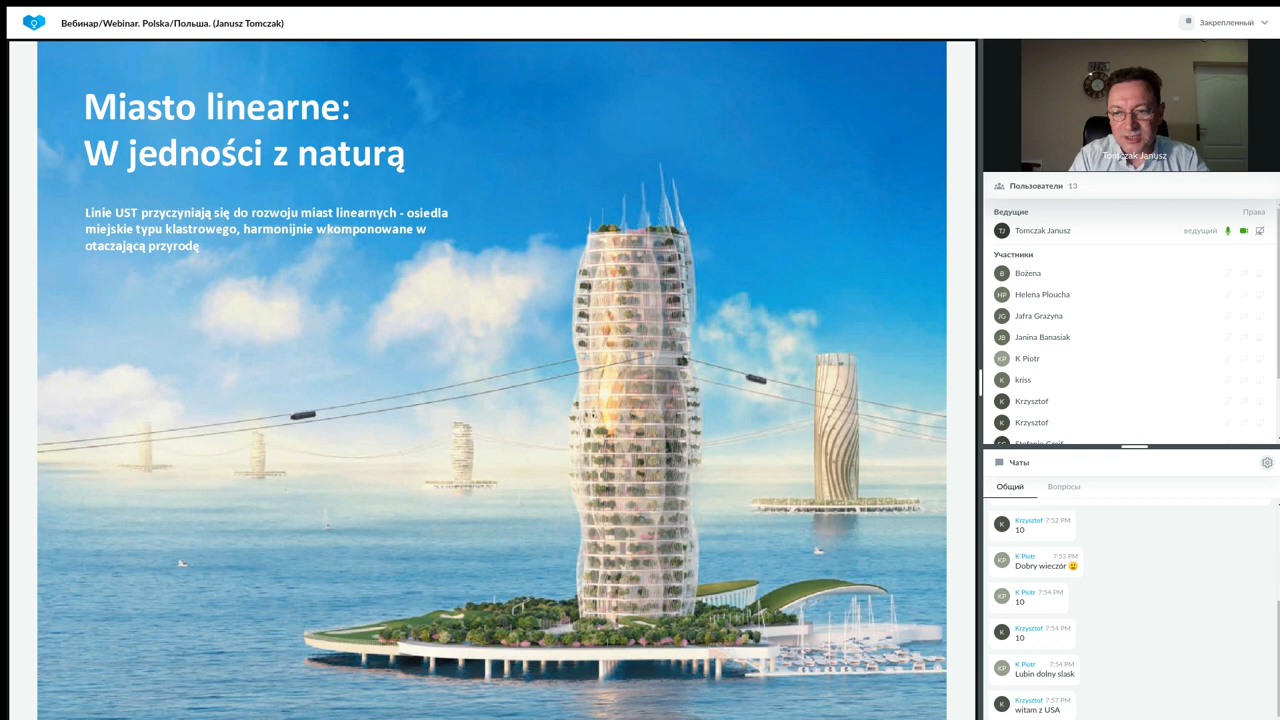 Вебинар/Webinar. Polska/Польша. (Janusz Tomczak)
Закрепленный
Miasto linearne:
W jedności z naturą
Linie UST przyczyniają się do rozwoju miast linearnych - osiedla
miejskie typu klastrowego, harmonijnie wkomponowane w
otaczającą przyrodę
Tomczak Janusz
Пользователи 13
Ведущие Права
TJ Tomczak Janusz ведущий
Участники
B Bożena
HP Helena Ploucha
JG Jafra Grazyna
JB Janina Banasiak
KP K Piotr
K kriss
K Krzysztof
K Krzysztof
SG Stefania Greif
Чаты
Общий Вопросы
K Krzysztof 7:52 PM
10
KP K Piotr 7:53 PM
Dobry wieczór 🙂
KP K Piotr 7:54 PM
10
K Krzysztof 7:54 PM
10
KP K Piotr 7:54 PM
Lubin dolny slask
K Krzysztof 7:57 PM
witam z USA